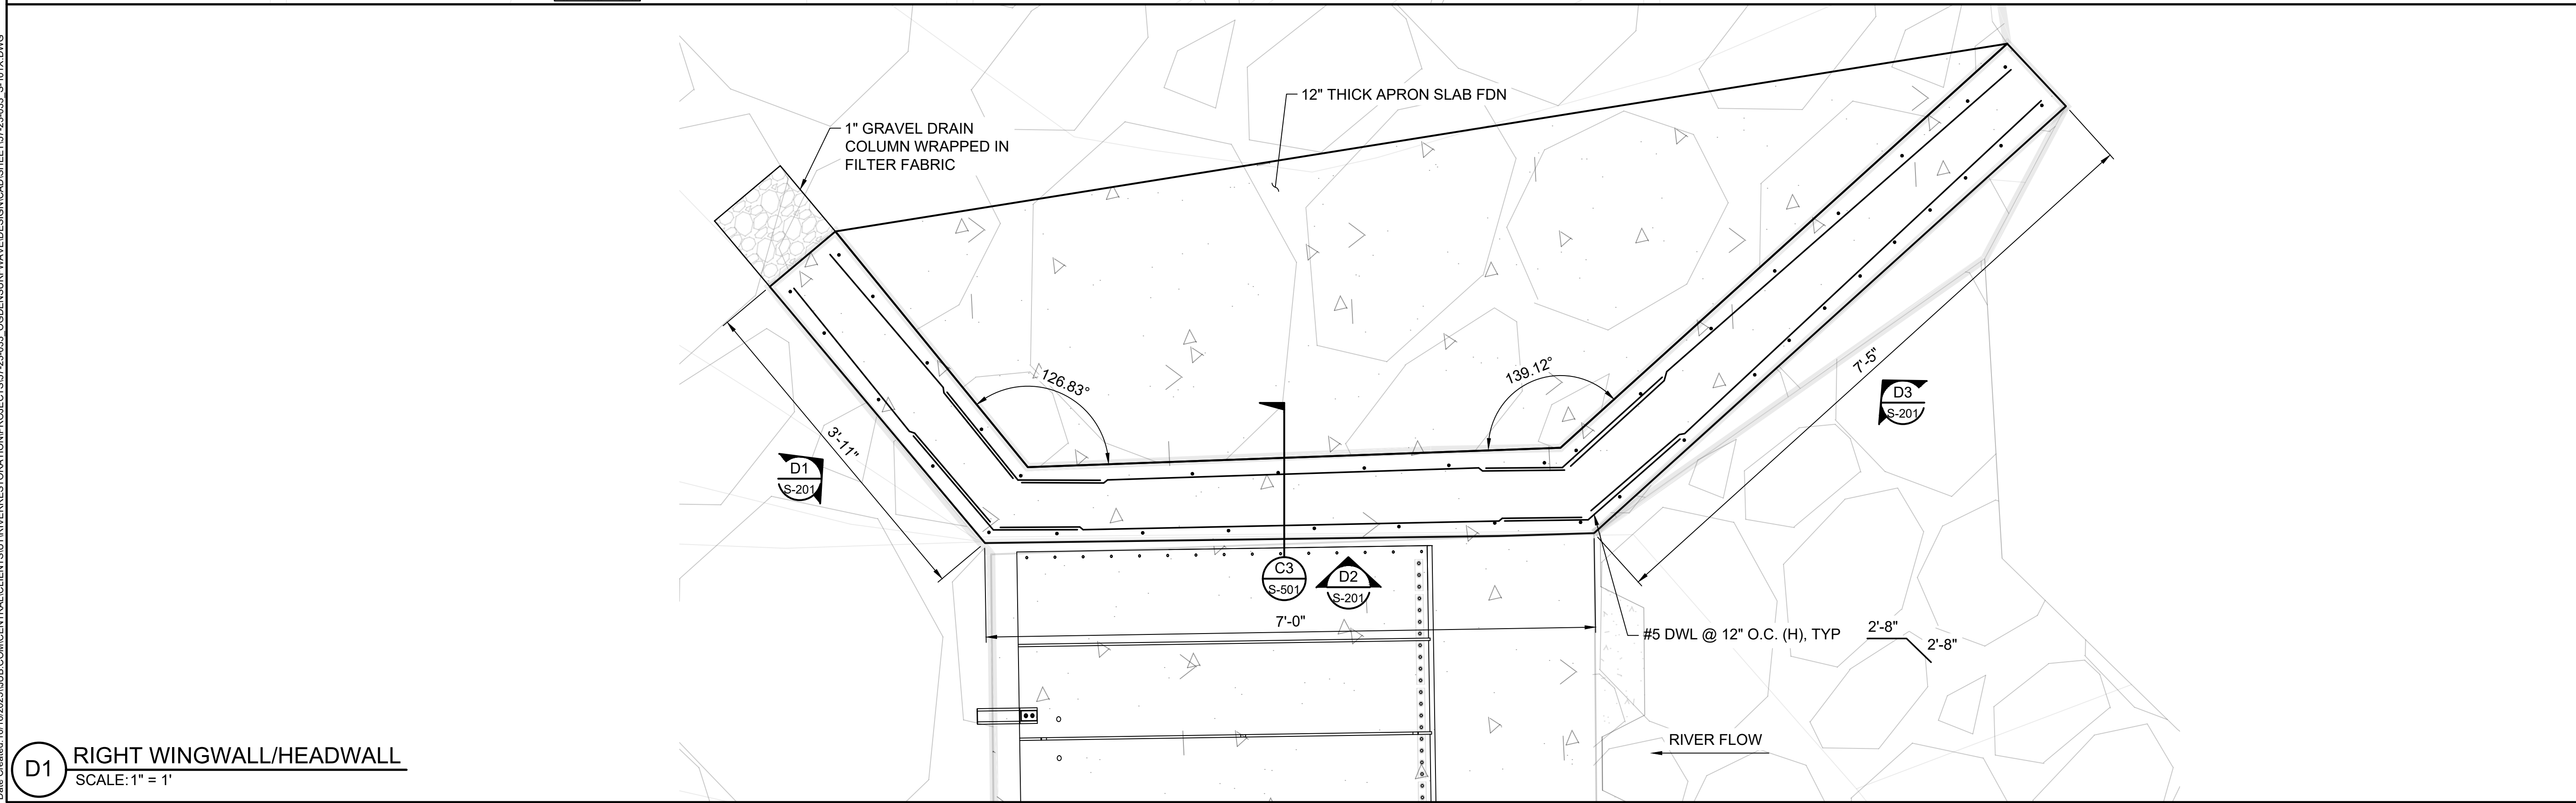 12" THICK APRON SLAB FDN
1" GRAVEL DRAIN
COLUMN WRAPPED IN
FILTER FABRIC
126.83°
139.12°
7'-5"
3'-11"
D3
S-201
D1
S-201
C3
S-501
D2
S-201
7'-0"
#5 DWL @ 12" O.C. (H), TYP
2'-8"
2'-8"
RIVER FLOW
D1
RIGHT WINGWALL/HEADWALL
SCALE: 1" = 1'